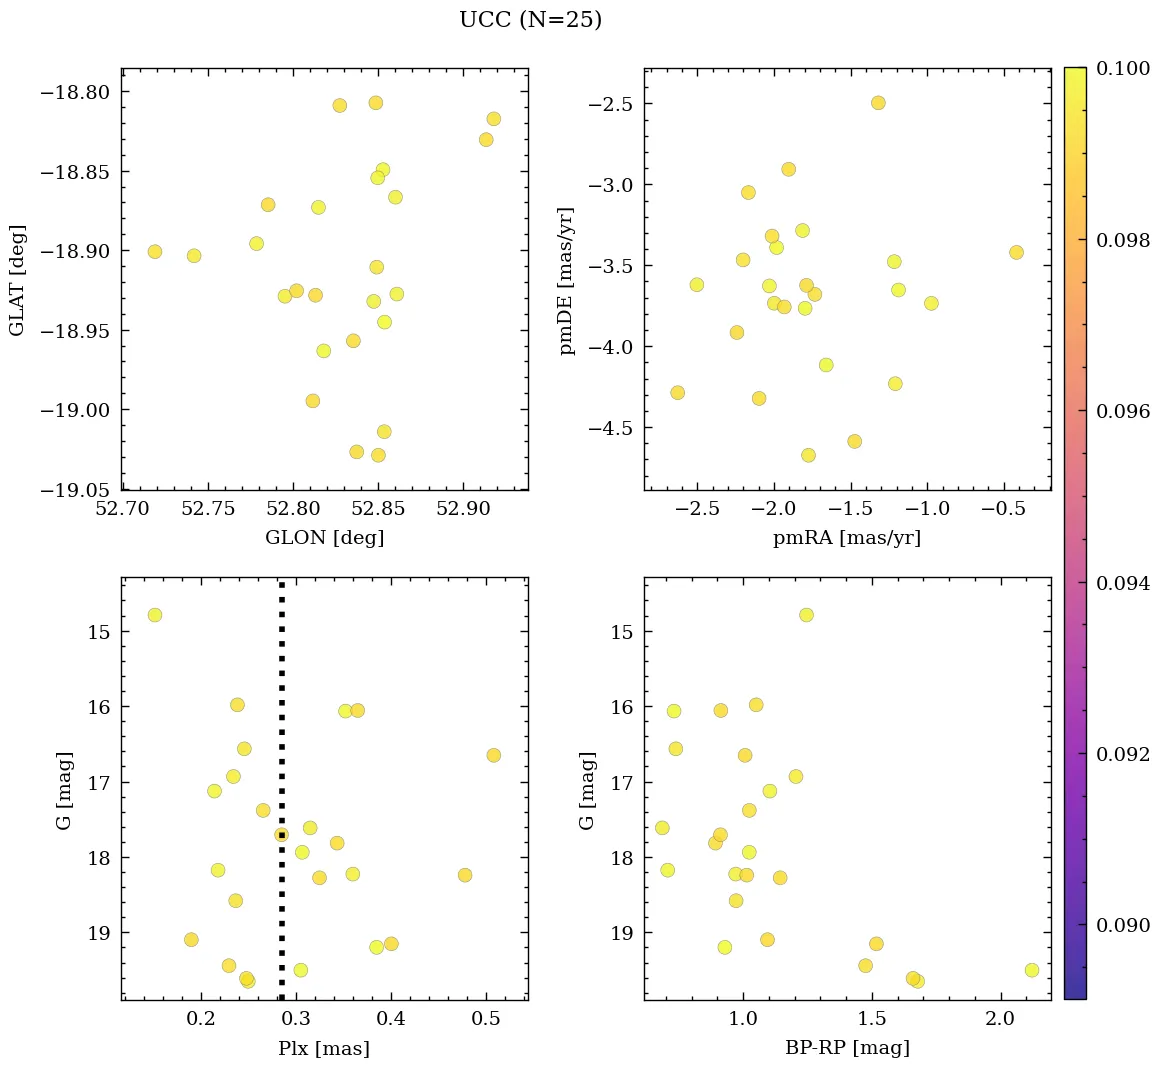 UCC (N=25)
−18.80
−18.85
−18.90
−18.95
−19.00
−19.05
GLAT [deg]
52.70 52.75 52.80 52.85 52.90
GLON [deg]
−2.5
−3.0
−3.5
−4.0
−4.5
pmDE [mas/yr]
−2.5 −2.0 −1.5 −1.0 −0.5
pmRA [mas/yr]
15
16
17
18
19
G [mag]
0.2 0.3 0.4 0.5
Plx [mas]
15
16
17
18
19
G [mag]
1.0 1.5 2.0
BP-RP [mag]
0.100
0.098
0.096
0.094
0.092
0.090